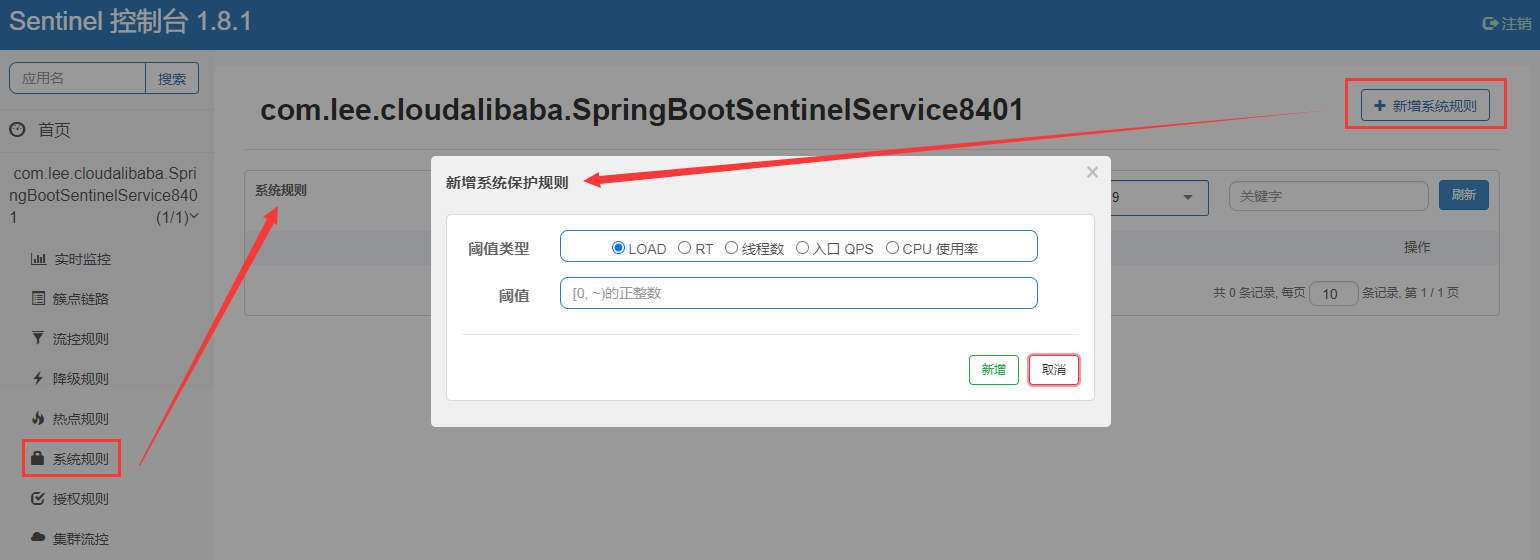 Sentinel 控制台 1.8.1
注销
应用名
搜索
首页
com.lee.cloudalibaba.Spri
ngBootSentinelService840
1
(1/1)
实时监控
簇点链路
流控规则
降级规则
热点规则
系统规则
授权规则
集群流控
com.lee.cloudalibaba.SpringBootSentinelService8401
新增系统规则
系统规则
9
关键字
刷新
操作
共 0 条记录, 每页 10 条记录, 第 1 / 1 页
新增系统保护规则
×
阈值类型
LOAD RT 线程数 入口 QPS CPU 使用率
阈值
[0, ~)的正整数
新增
取消